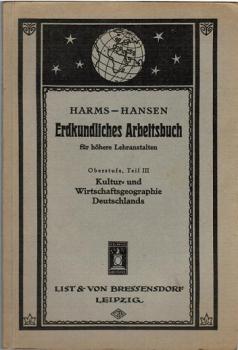 HARMS–HANSEN
Erdkundliches Arbeitsbuch
für höhere Lehranstalten
Oberstufe, Teil III
Kultur- und
Wirtschaftsgeographie
Deutschlands
LIST & VON BRESSENSDORF
LEIPZIG